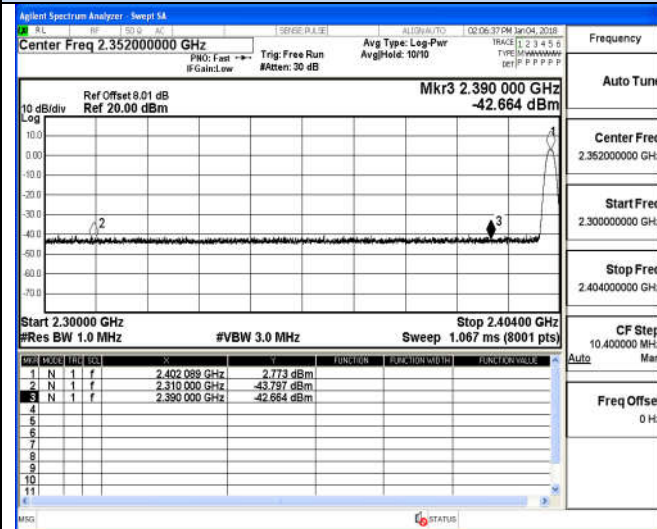 Agilent Spectrum Analyzer - Swept SA
RL RF 50 Ω AC SENSE:PULSE ALIGN AUTO 02:06:37 PM Jan 04, 2018
Center Freq 2.352000000 GHz
PNO: Fast
IFGain:Low
Trig: Free Run
#Atten: 30 dB
Avg Type: Log-Pwr
Avg|Hold: 10/10
TRACE 1 2 3 4 5 6
TYPE M W W W W W
DET P P P P P P
Mkr3 2.390 000 GHz
-42.664 dBm
Ref Offset 8.01 dB
10 dB/div Ref 20.00 dBm
Log
10.0
0.00
-10.0
-20.0
-30.0
-40.0
-50.0
-60.0
-70.0
1
2
3
Start 2.30000 GHz Stop 2.40400 GHz
#Res BW 1.0 MHz #VBW 3.0 MHz Sweep 1.067 ms (8001 pts)
MKR MODE TRC SCL X Y FUNCTION FUNCTION WIDTH FUNCTION VALUE
1 N 1 f 2.402 089 GHz 2.773 dBm
2 N 1 f 2.310 000 GHz -43.797 dBm
3 N 1 f 2.390 000 GHz -42.664 dBm
4
5
6
7
8
9
10
11
MSG STATUS
Frequency
Auto Tune
Center Freq
2.352000000 GHz
Start Freq
2.300000000 GHz
Stop Freq
2.404000000 GHz
CF Step
10.400000 MHz
Auto Man
Freq Offset
0 Hz